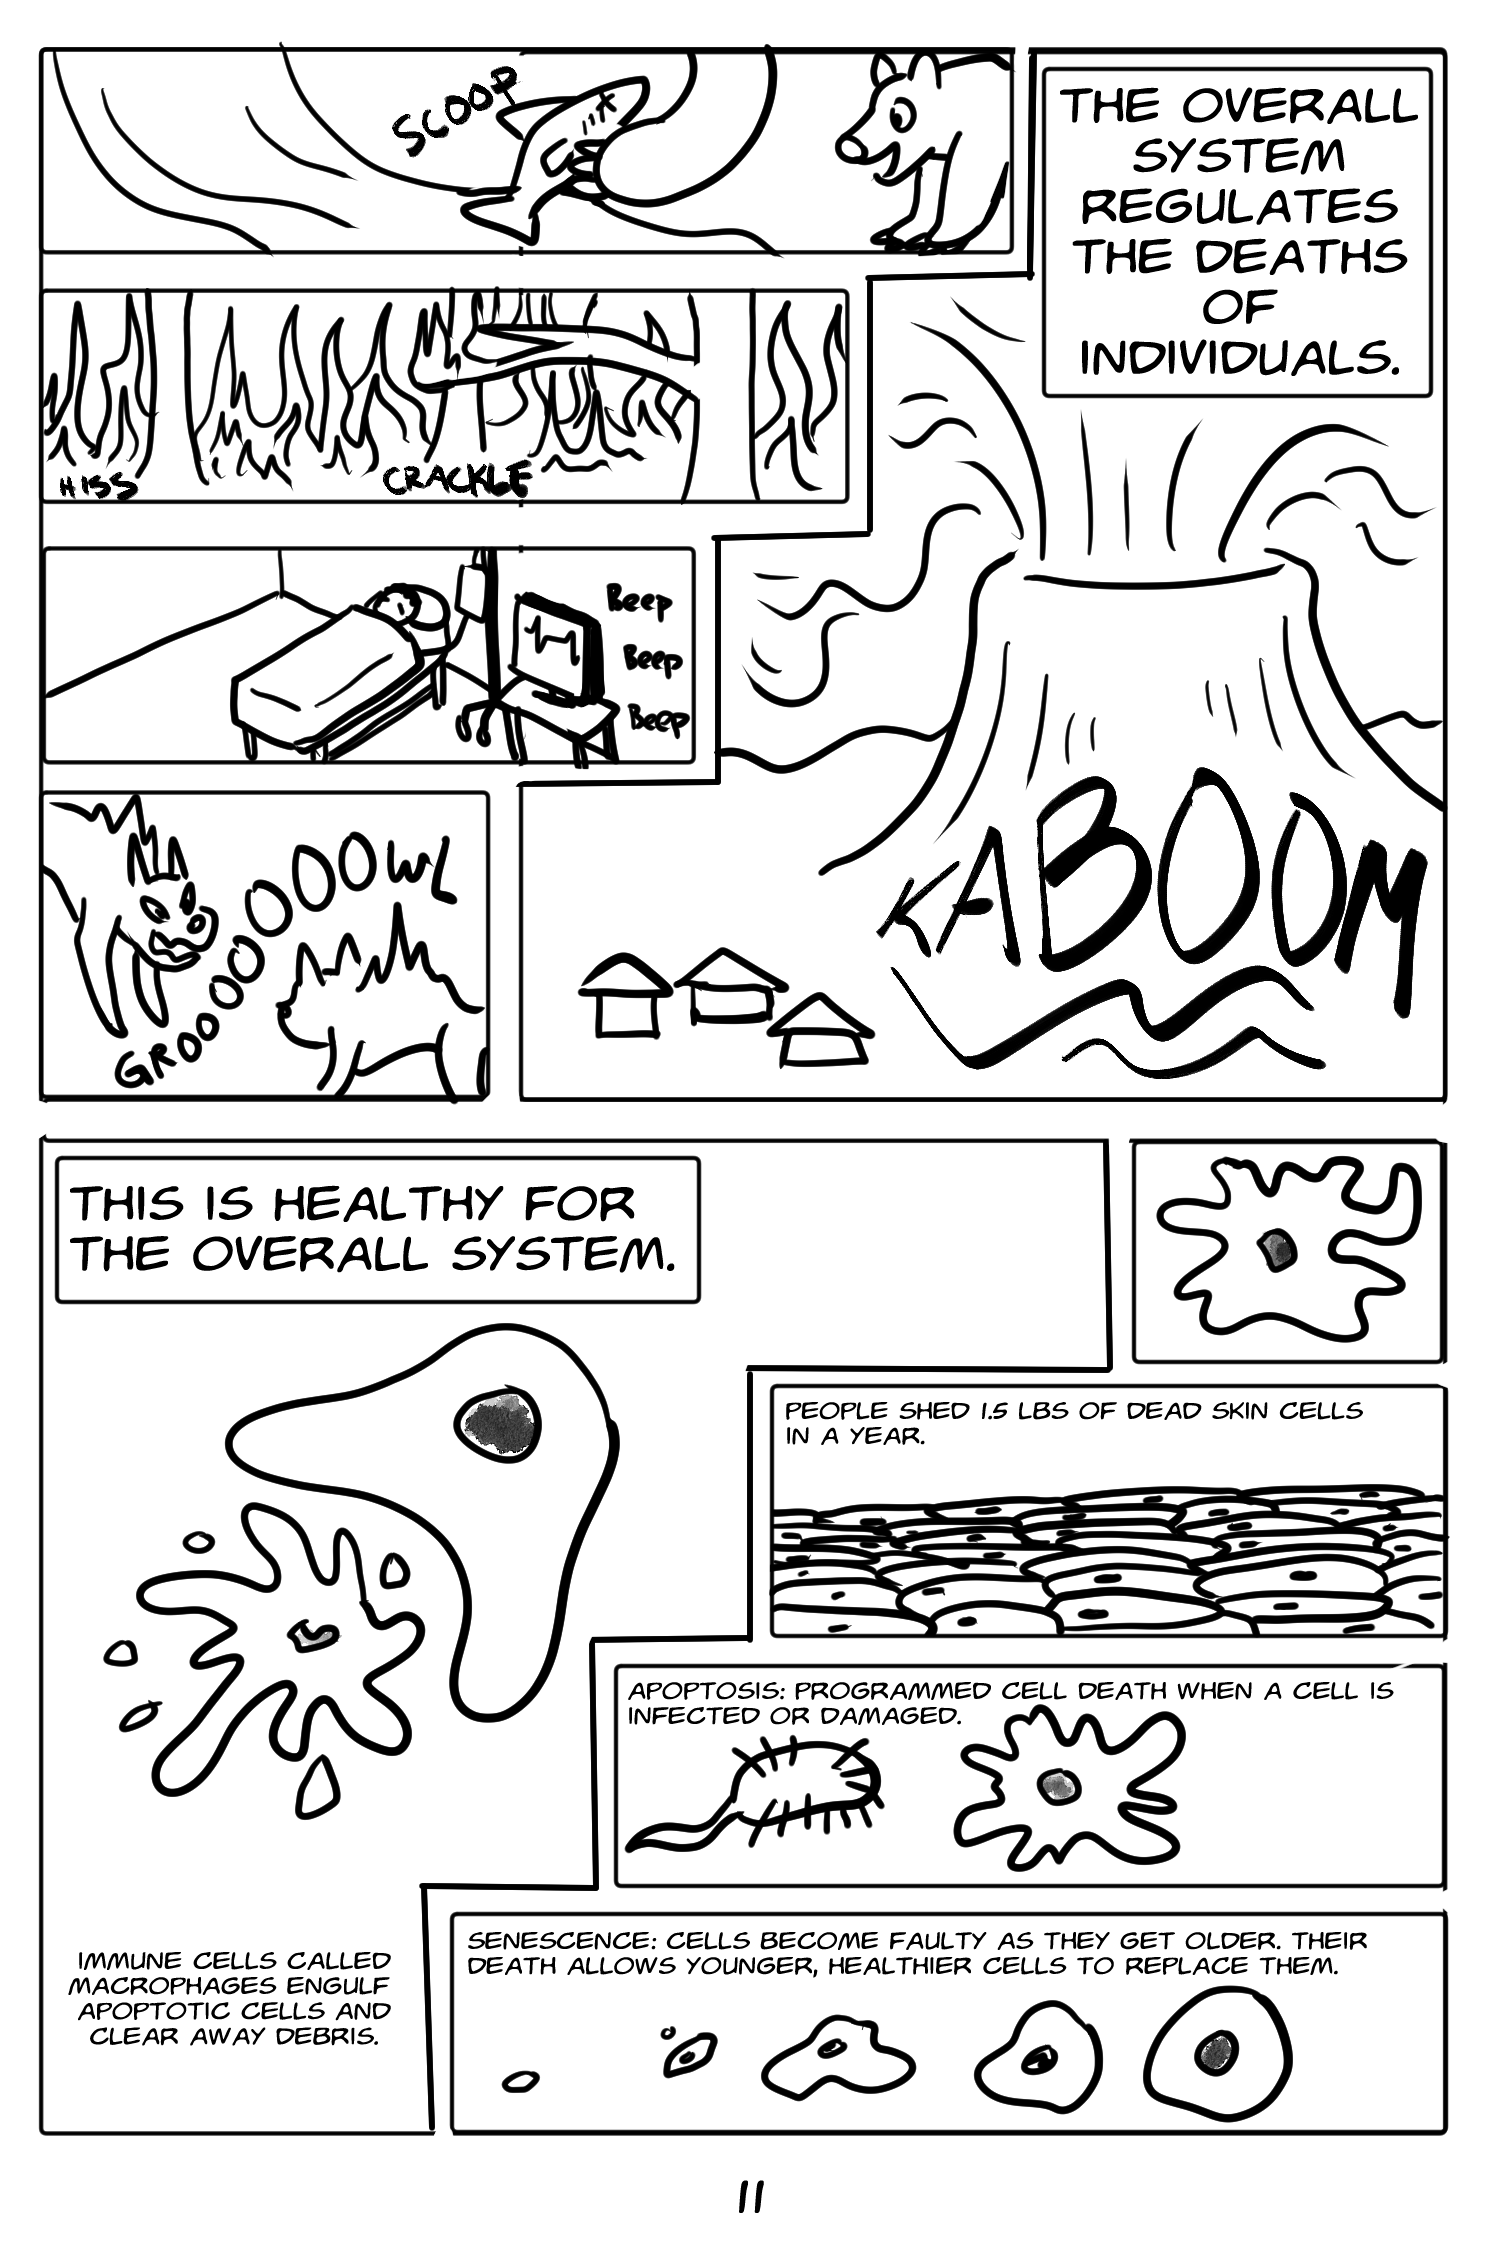 SCOOP
THE OVERALL
SYSTEM
REGULATES
THE DEATHS
OF
INDIVIDUALS.
HISS
CRACKLE
Beep
Beep
Beep
GROOOOOOOOWL
KABOOM
THIS IS HEALTHY FOR
THE OVERALL SYSTEM.
PEOPLE SHED 1.5 LBS OF DEAD SKIN CELLS
IN A YEAR.
APOPTOSIS: PROGRAMMED CELL DEATH WHEN A CELL IS
INFECTED OR DAMAGED.
SENESCENCE: CELLS BECOME FAULTY AS THEY GET OLDER. THEIR
DEATH ALLOWS YOUNGER, HEALTHIER CELLS TO REPLACE THEM.
IMMUNE CELLS CALLED
MACROPHAGES ENGULF
APOPTOTIC CELLS AND
CLEAR AWAY DEBRIS.
11